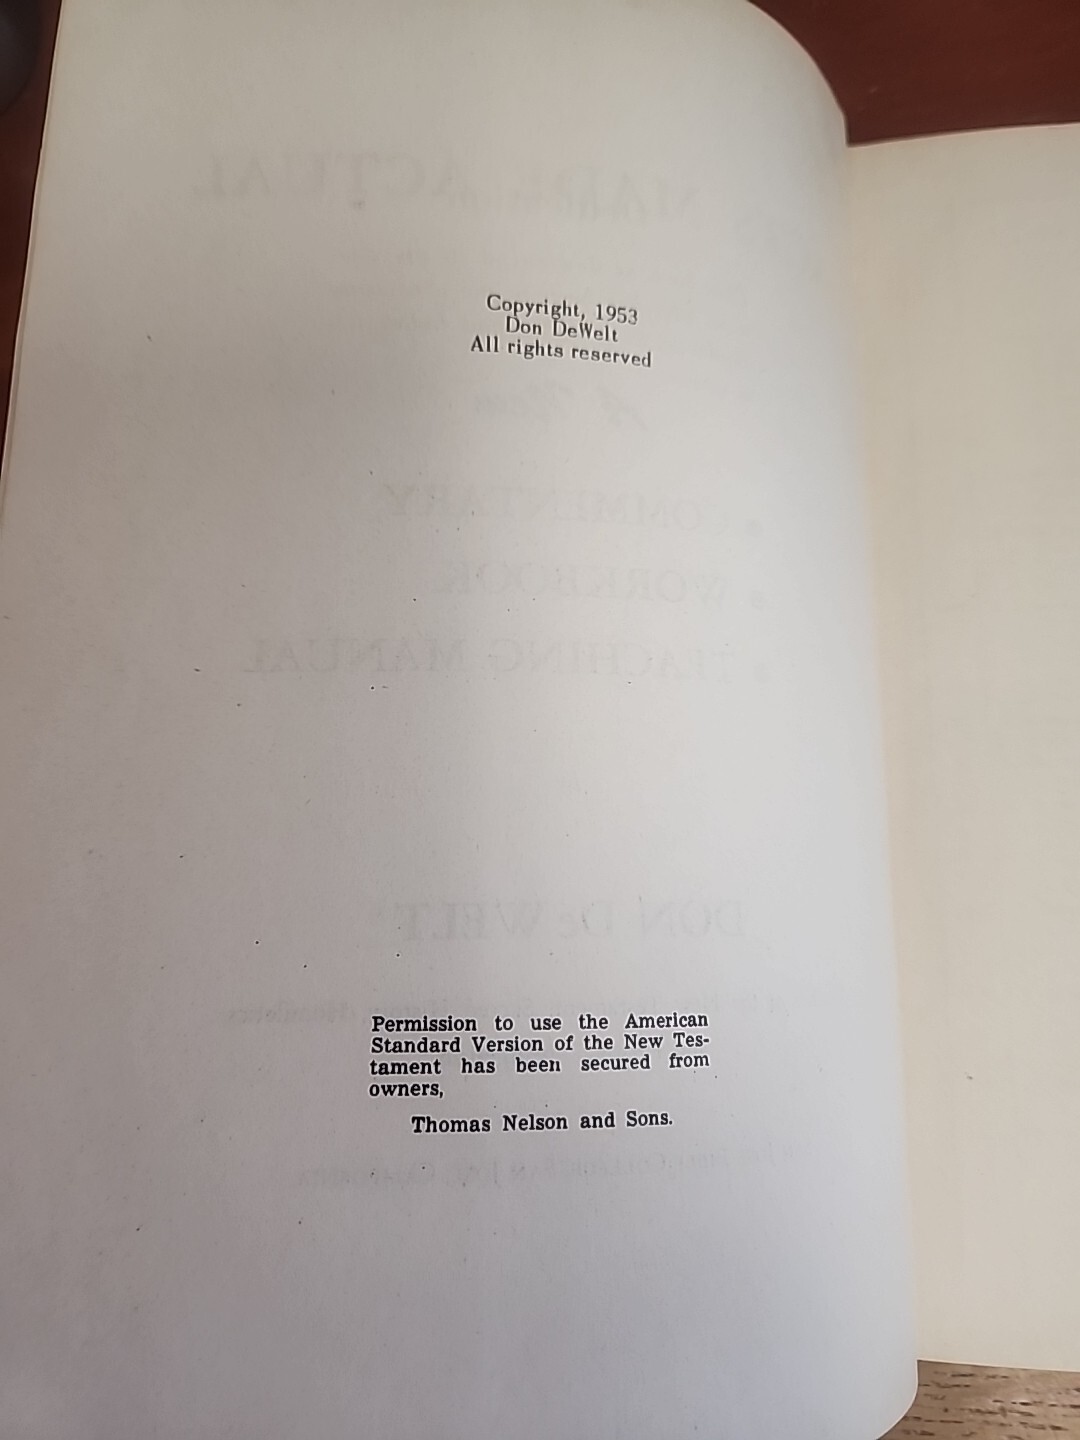 Copyright, 1953
Don DeWelt
All rights reserved
Permission to use the American
Standard Version of the New Tes-
tament has been secured from
owners,
Thomas Nelson and Sons.